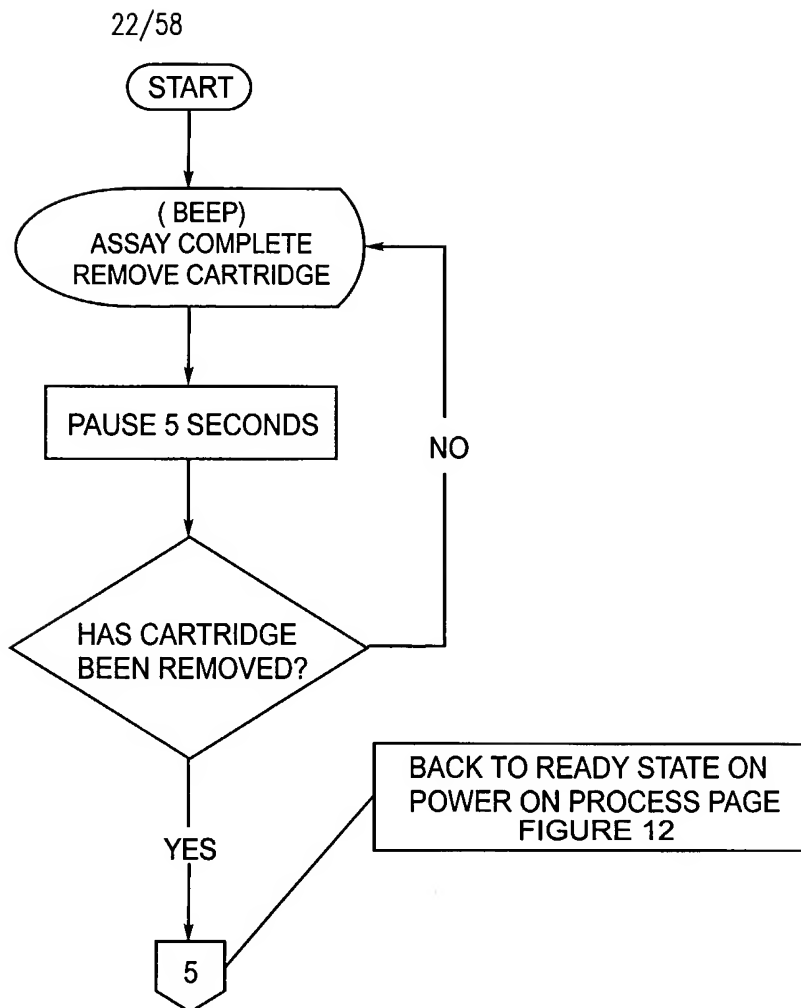 22/58
START
( BEEP)
ASSAY COMPLETE
REMOVE CARTRIDGE
PAUSE 5 SECONDS
NO
HAS CARTRIDGE
BEEN REMOVED?
BACK TO READY STATE ON
POWER ON PROCESS PAGE
FIGURE 12
YES
5